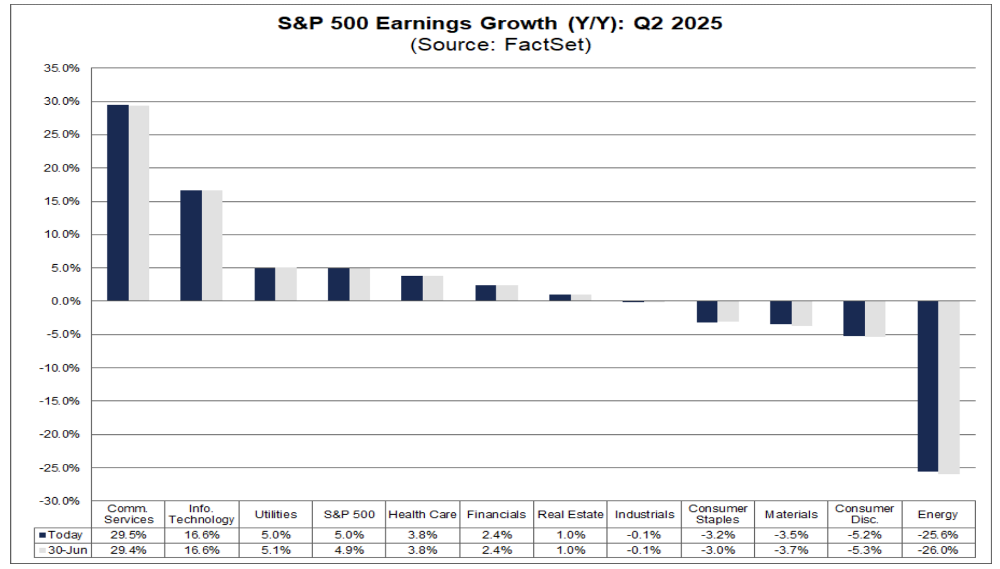 S&P 500 Earnings Growth (Y/Y): Q2 2025
(Source: FactSet)
35.0%
30.0%
25.0%
20.0%
15.0%
10.0%
5.0%
0.0%
-5.0%
-10.0%
-15.0%
-20.0%
-25.0%
-30.0%
Comm. Services Info. Technology Utilities S&P 500 Health Care Financials Real Estate Industrials Consumer Staples Materials Consumer Disc. Energy
Today 29.5% 16.6% 5.0% 5.0% 3.8% 2.4% 1.0% -0.1% -3.2% -3.5% -5.2% -25.6%
30-Jun 29.4% 16.6% 5.1% 4.9% 3.8% 2.4% 1.0% -0.1% -3.0% -3.7% -5.3% -26.0%